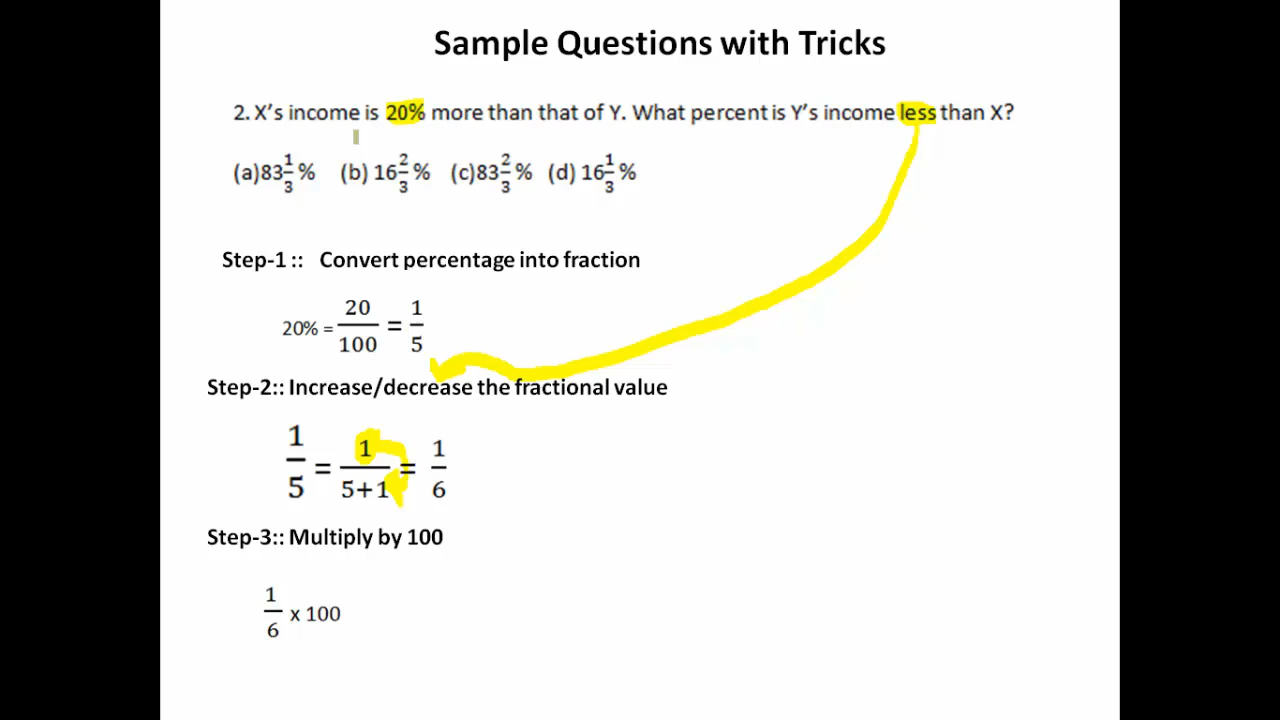 Sample Questions with Tricks
2. X's income is 20% more than that of Y. What percent is Y's income less than X?
(a)83 1/3 % (b) 16 2/3 % (c)83 2/3 % (d) 16 1/3 %
Step-1 :: Convert percentage into fraction
20% = 20/100 = 1/5
Step-2:: Increase/decrease the fractional value
1/5 = 1/5+1 = 1/6
Step-3:: Multiply by 100
1/6 x 100